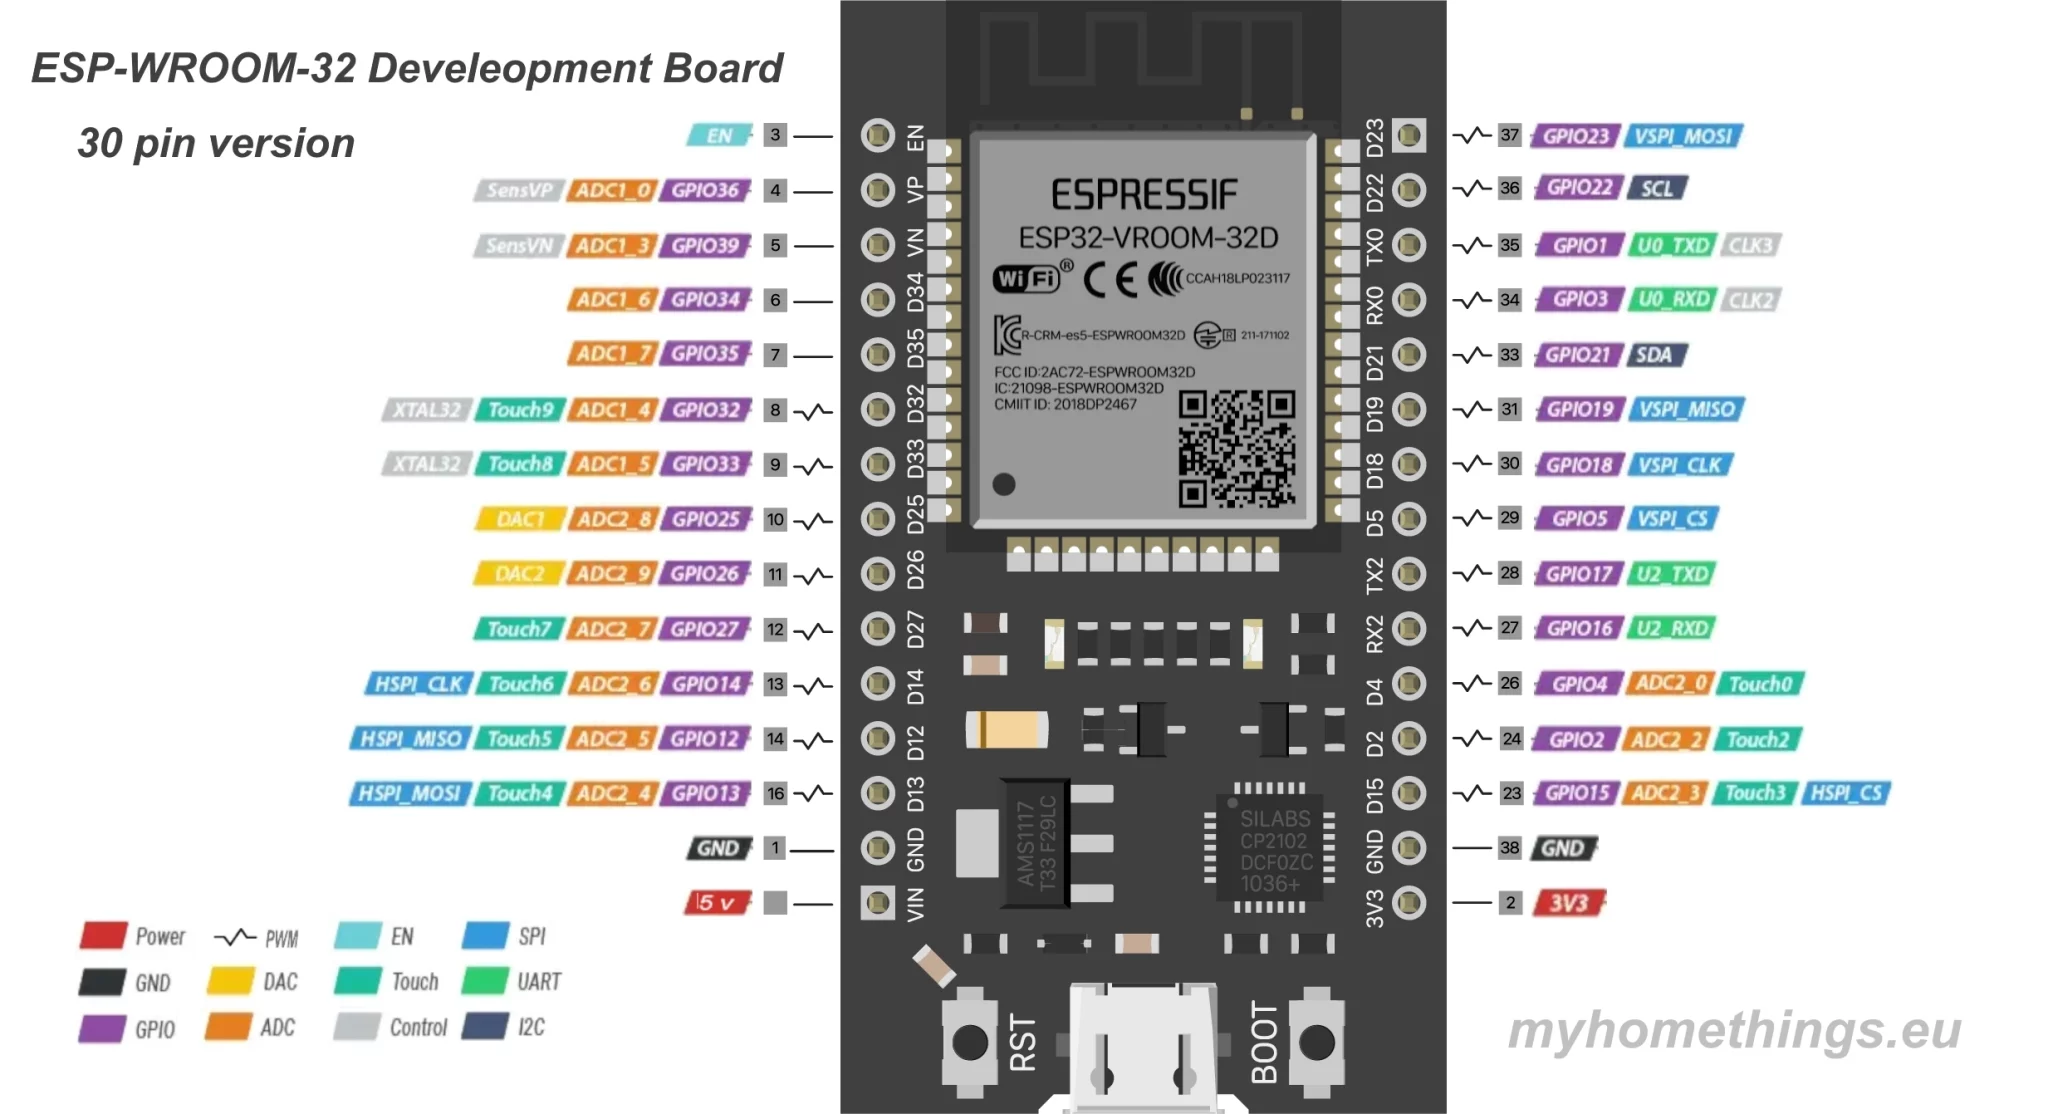 ESP-WROOM-32 Develeopment Board
30 pin version
EN 3 EN
SensVP ADC1_0 GPIO36 4 VP
SensVN ADC1_3 GPIO39 5 VN
ADC1_6 GPIO34 6 D34
ADC1_7 GPIO35 7 D35
XTAL32 Touch9 ADC1_4 GPIO32 8 D32
XTAL32 Touch8 ADC1_5 GPIO33 9 D33
DAC1 ADC2_8 GPIO25 10 D25
DAC2 ADC2_9 GPIO26 11 D26
Touch7 ADC2_7 GPIO27 12 D27
HSPI_CLK Touch6 ADC2_6 GPIO14 13 D14
HSPI_MISO Touch5 ADC2_5 GPIO12 14 D12
HSPI_MOSI Touch4 ADC2_4 GPIO13 16 D13
GND 1 GND
5 v VIN
ESPRESSIF
ESP32-VROOM-32D
WiFi ® CE CCAH18LP023117
R-CRM-es5-ESPWROOM32D R 211-171102
FCC ID:2AC72-ESPWROOM32D
IC:21098-ESPWROOM32D
CMIIT ID: 2018DP2467
AMS1117
T33 F29LC
SILABS
CP2102
DCF0ZC
1036+
RST
BOOT
D23 37 GPIO23 VSPI_MOSI
D22 36 GPIO22 SCL
TX0 35 GPIO1 U0_TXD CLK3
RX0 34 GPIO3 U0_RXD CLK2
D21 33 GPIO21 SDA
D19 31 GPIO19 VSPI_MISO
D18 30 GPIO18 VSPI_CLK
D5 29 GPIO5 VSPI_CS
TX2 28 GPIO17 U2_TXD
RX2 27 GPIO16 U2_RXD
D4 26 GPIO4 ADC2_0 Touch0
D2 24 GPIO2 ADC2_2 Touch2
D15 23 GPIO15 ADC2_3 Touch3 HSPI_CS
GND 38 GND
3V3 2 3V3
Power PWM EN SPI
GND DAC Touch UART
GPIO ADC Control I2C
myhomethings.eu